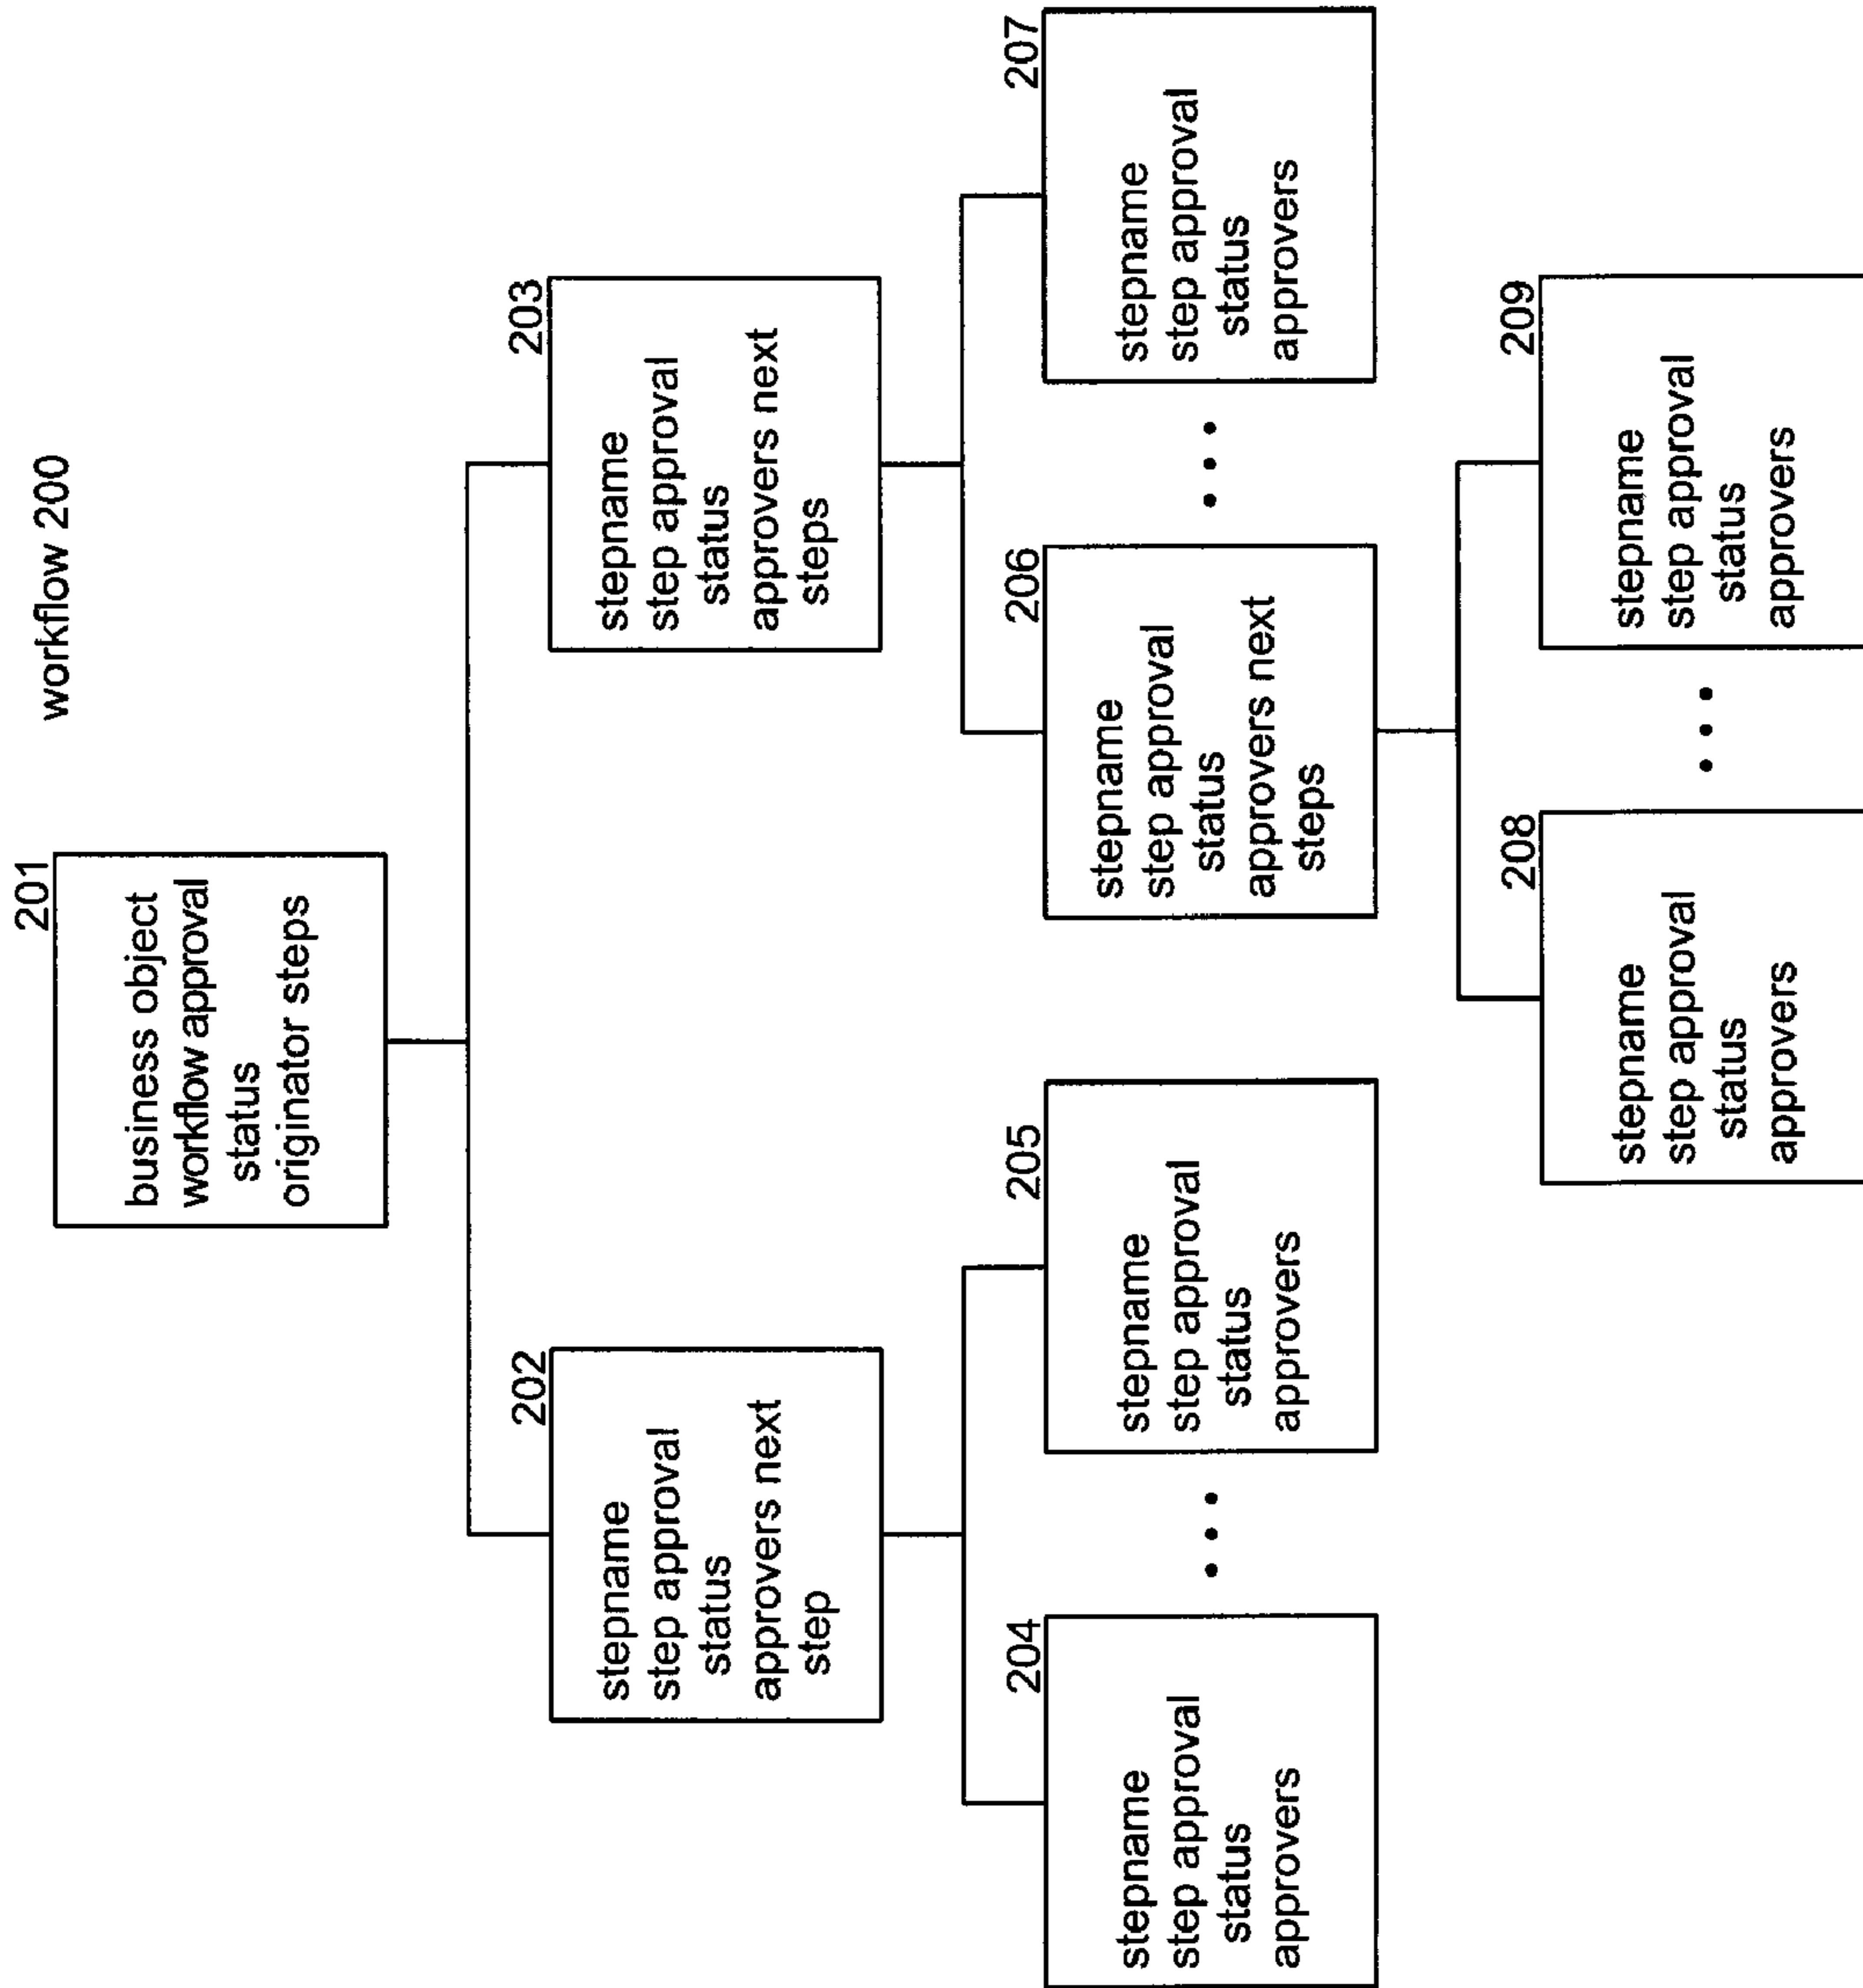 workflow 200
201
business object
workflow approval
status
originator steps
202
stepname
step approval
status
approvers next
step
203
stepname
step approval
status
approvers next
steps
204
stepname
step approval
status
approvers
. . .
205
stepname
step approval
status
approvers
206
stepname
step approval
status
approvers next
steps
. . .
207
stepname
step approval
status
approvers
208
stepname
step approval
status
approvers
. . .
209
stepname
step approval
status
approvers